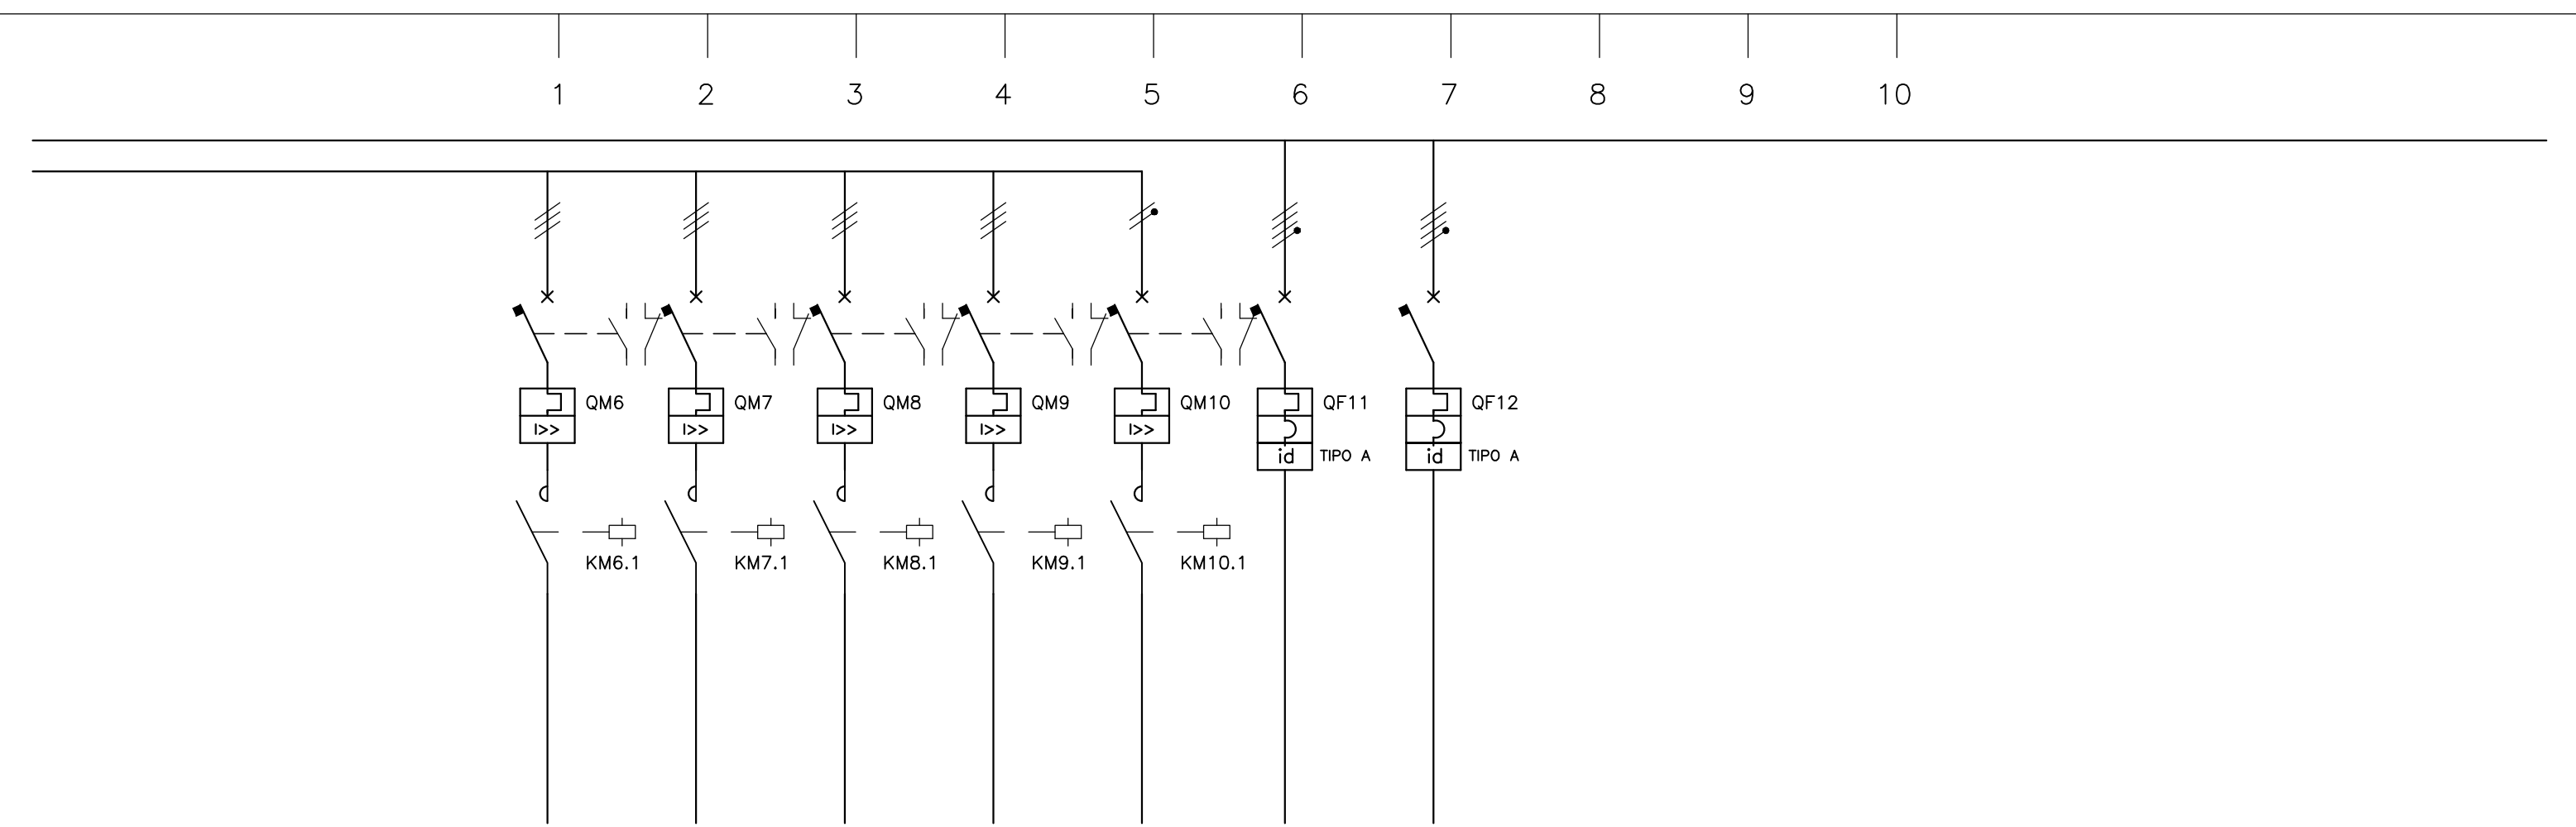 1 2 3 4 5 6 7 8 9 10
QM6 QM7 QM8 QM9 QM10 QF11 QF12
I>> I>> I>> I>> I>>
id TIPO A id TIPO A
KM6.1 KM7.1 KM8.1 KM9.1 KM10.1